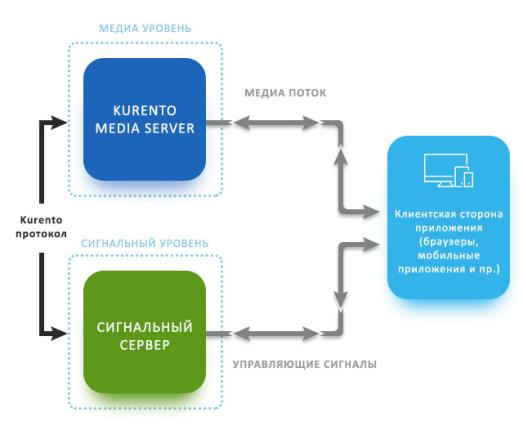 МЕДИА УРОВЕНЬ
KURENTO
MEDIA SERVER
МЕДИА ПОТОК
Kurento
протокол
Клиентская сторона
приложения
(браузеры,
мобильные
приложения и пр.)
СИГНАЛЬНЫЙ УРОВЕНЬ
СИГНАЛЬНЫЙ
СЕРВЕР
УПРАВЛЯЮЩИЕ СИГНАЛЫ